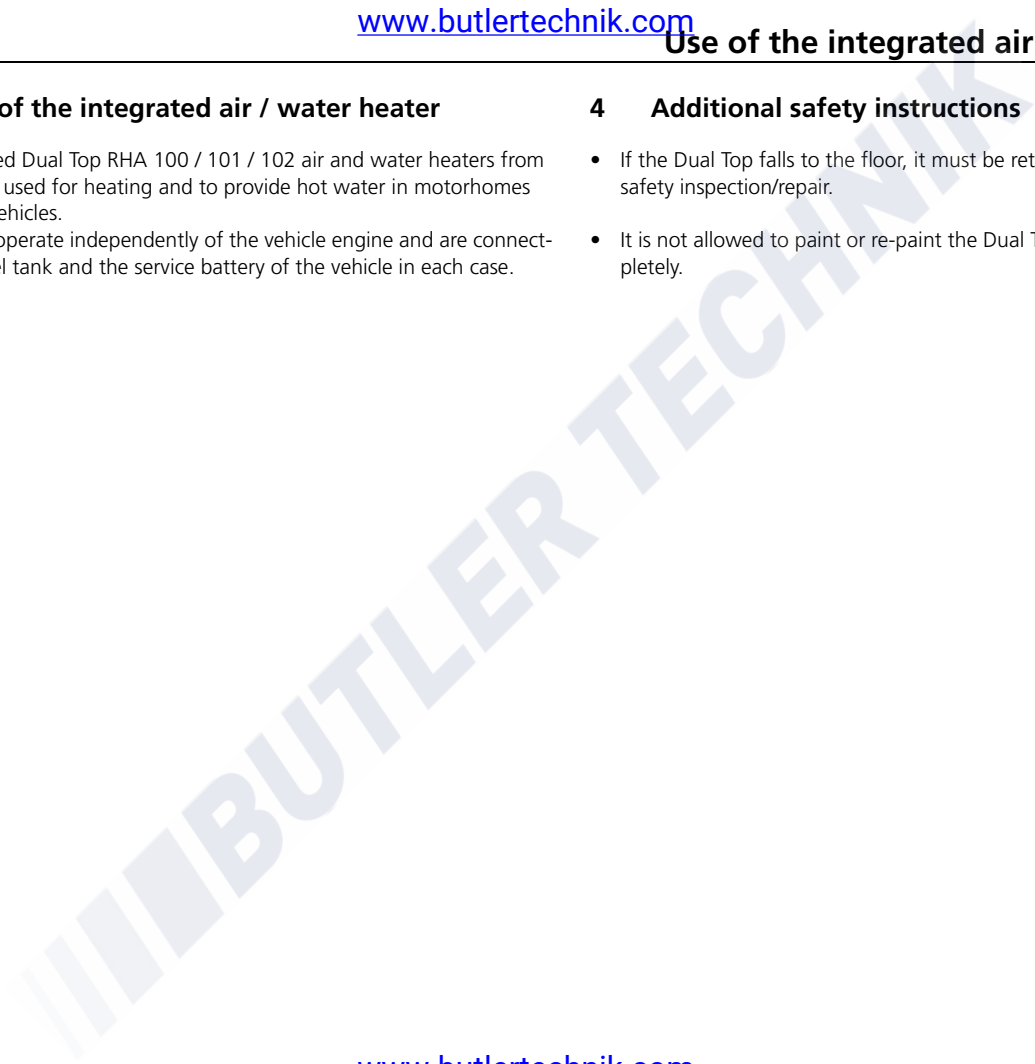 www.butlertechnik.com
Use of the integrated air
of the integrated air / water heater
ed Dual Top RHA 100 / 101 / 102 air and water heaters from
used for heating and to provide hot water in motorhomes
ehicles.
operate independently of the vehicle engine and are connect-
el tank and the service battery of the vehicle in each case.
4 Additional safety instructions
• If the Dual Top falls to the floor, it must be ret
safety inspection/repair.
• It is not allowed to paint or re-paint the Dual T
pletely.
BUTLER TECHNIK
www.butlertechnik.com